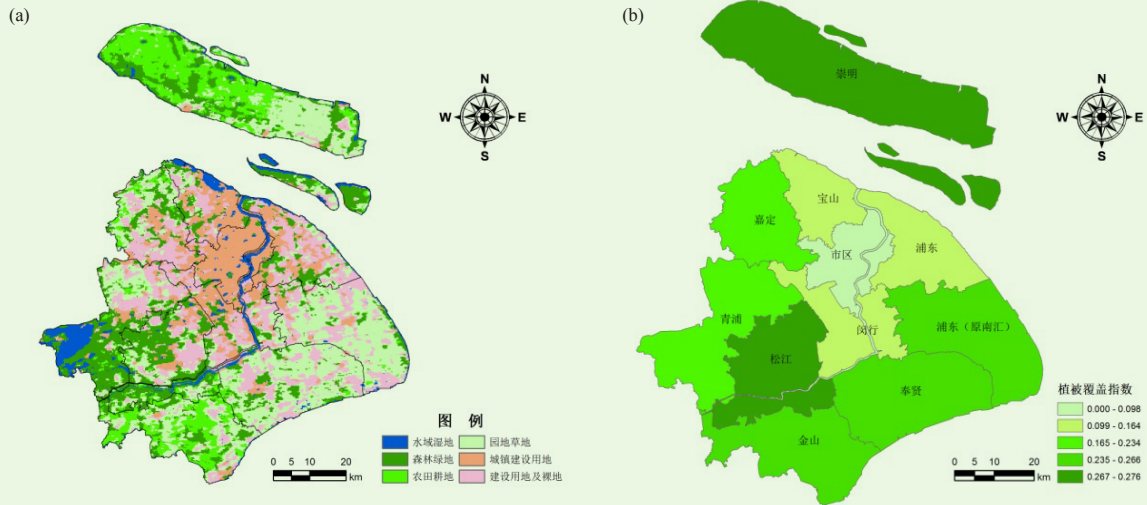 (a)
N
W
E
S
图 例
水域湿地
园地草地
森林绿地
城镇建设用地
农田耕地
建设用地及裸地
0 5 10 20
km
(b)
崇明
N
W
E
S
宝山
嘉定
市区
浦东
青浦
闵行
浦东（原南汇）
松江
奉贤
金山
植被覆盖指数
0.000 - 0.098
0.099 - 0.164
0.165 - 0.234
0.235 - 0.266
0.267 - 0.276
0 5 10 20
km